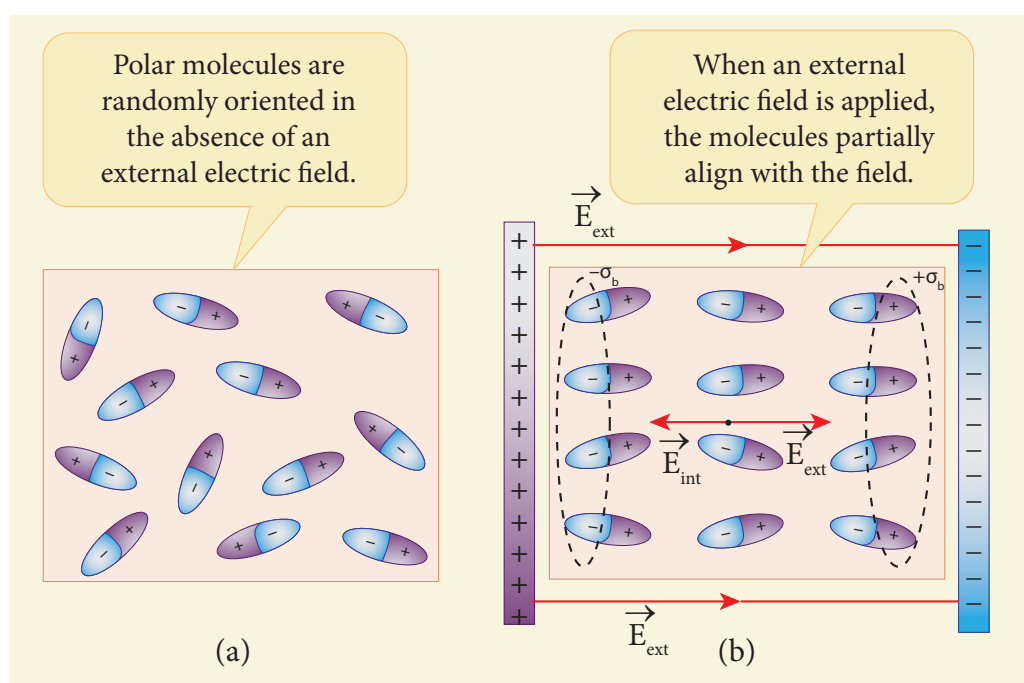 Polar molecules are
randomly oriented in
the absence of an
external electric field.
When an external
electric field is applied,
the molecules partially
align with the field.
E⃗ext
−σb
+σb
E⃗int
E⃗ext
E⃗ext
(a)
(b)